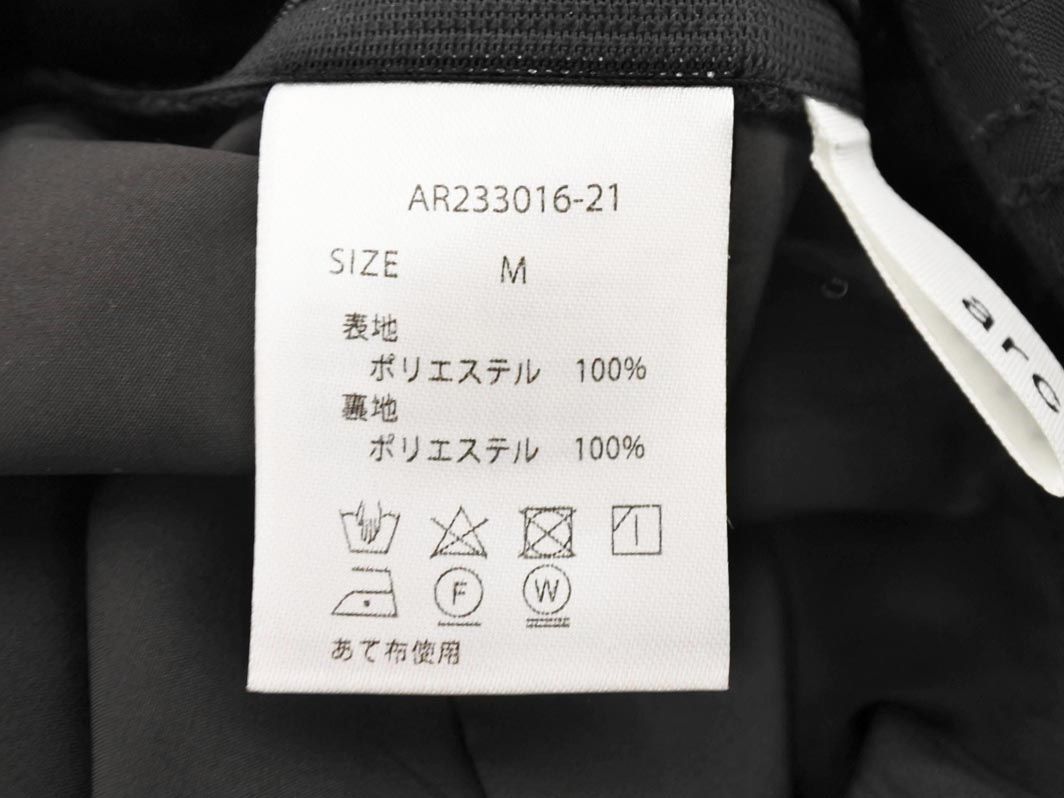 AR233016-21
SIZE M
表地
ポリエステル 100%
裏地
ポリエステル 100%
F W
あて布使用
arc